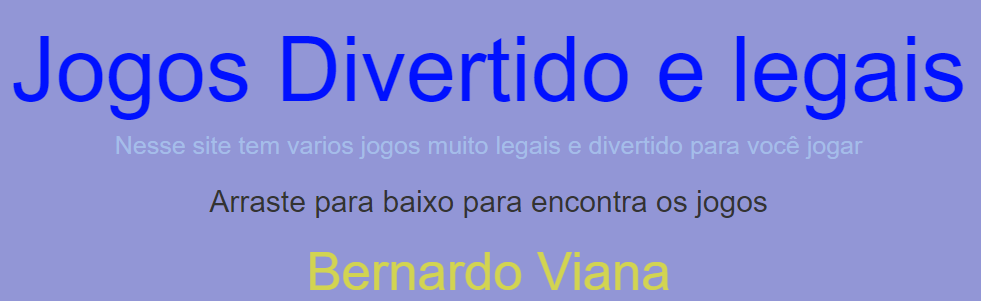 Jogos Divertido e legais
Nesse site tem varios jogos muito legais e divertido para você jogar
Arraste para baixo para encontra os jogos
Bernardo Viana